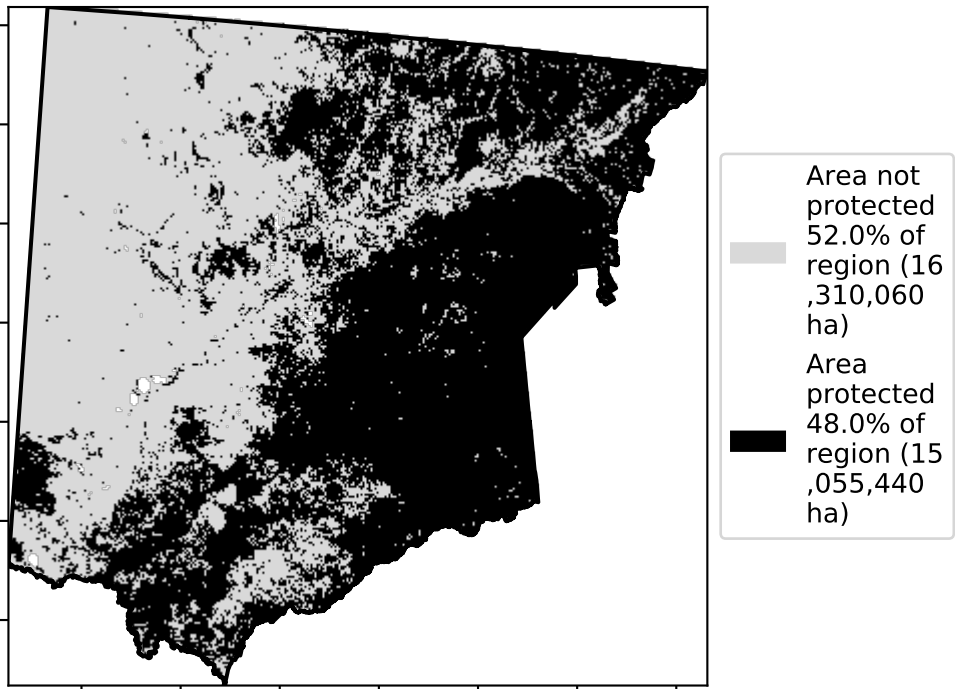 Area not
protected
52.0% of
region (16
,310,060
ha)
Area
protected
48.0% of
region (15
,055,440
ha)